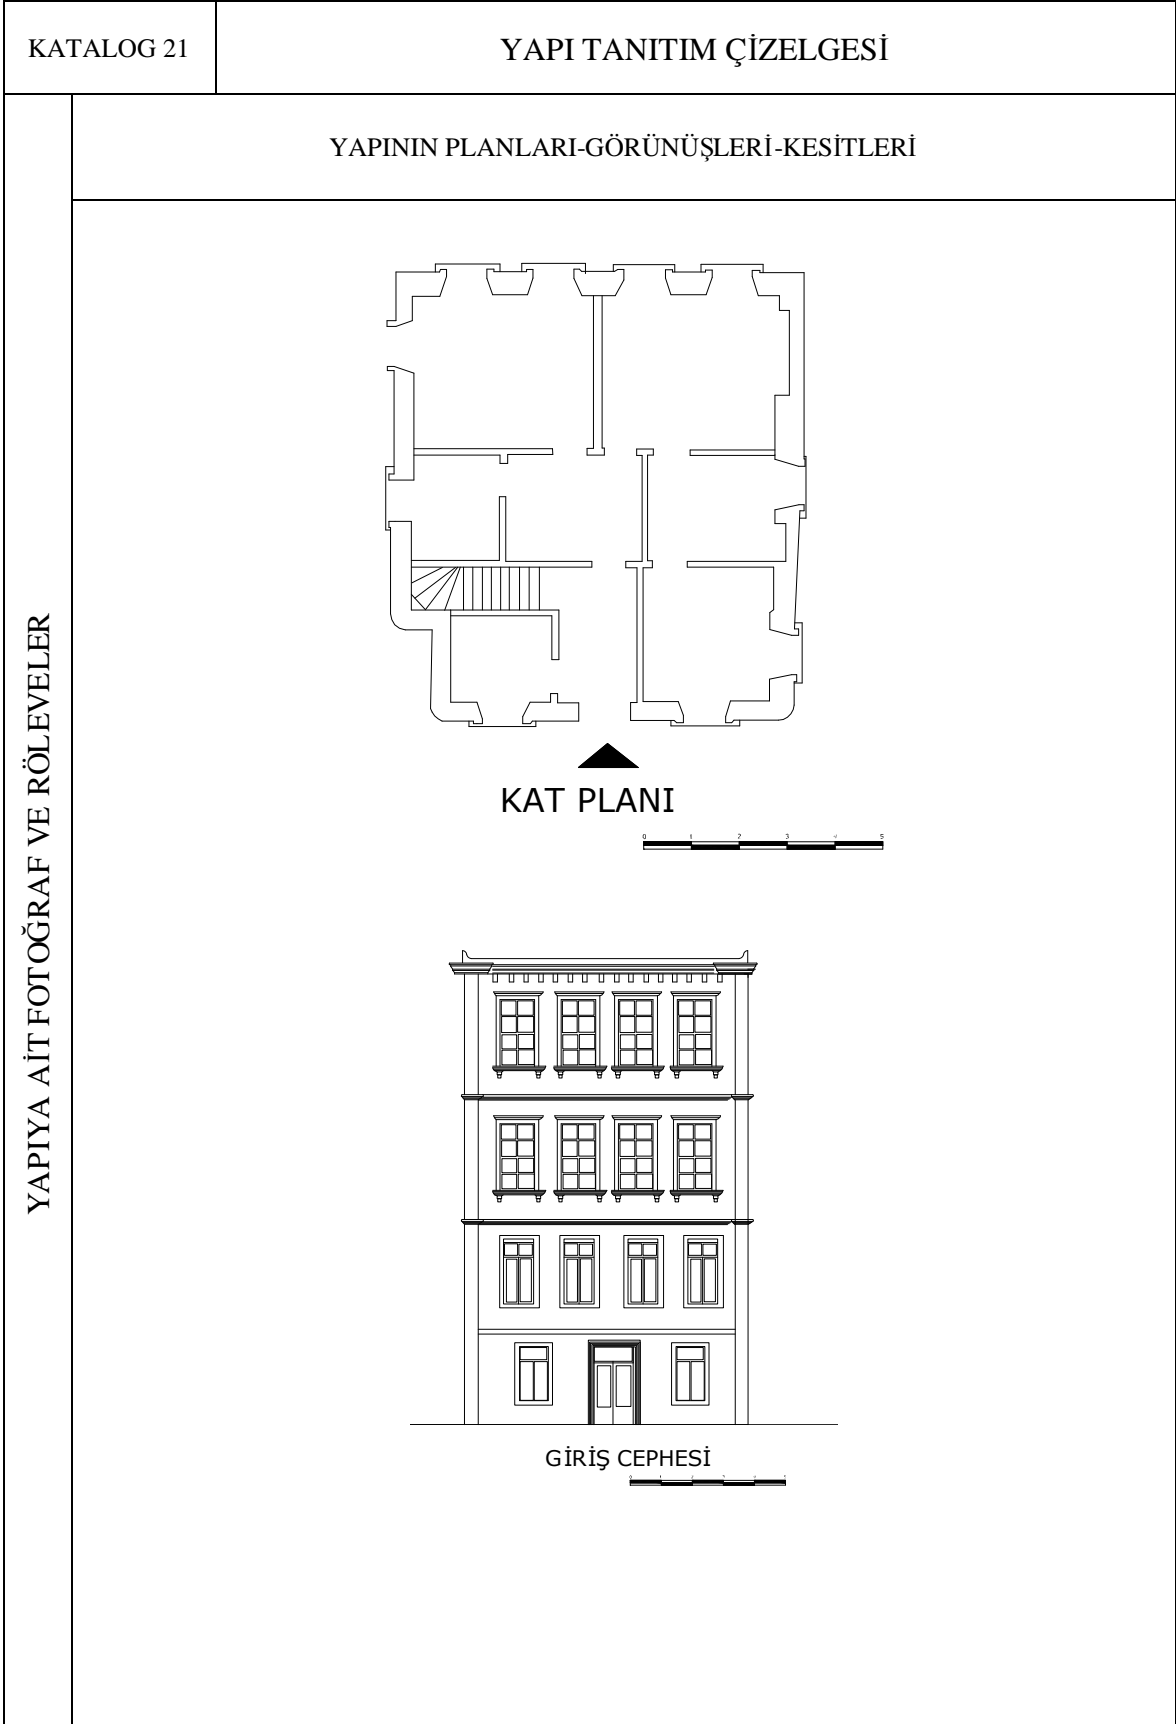 KATALOG 21
YAPI TANITIM ÇİZELGESİ
YAPININ PLANLARI-GÖRÜNÜŞLERİ-KESİTLERİ
YAPIYA AİT FOTOĞRAF VE RÖLEVELER
KAT PLANI
0 1 2 3 4 5
GİRİŞ CEPHESİ